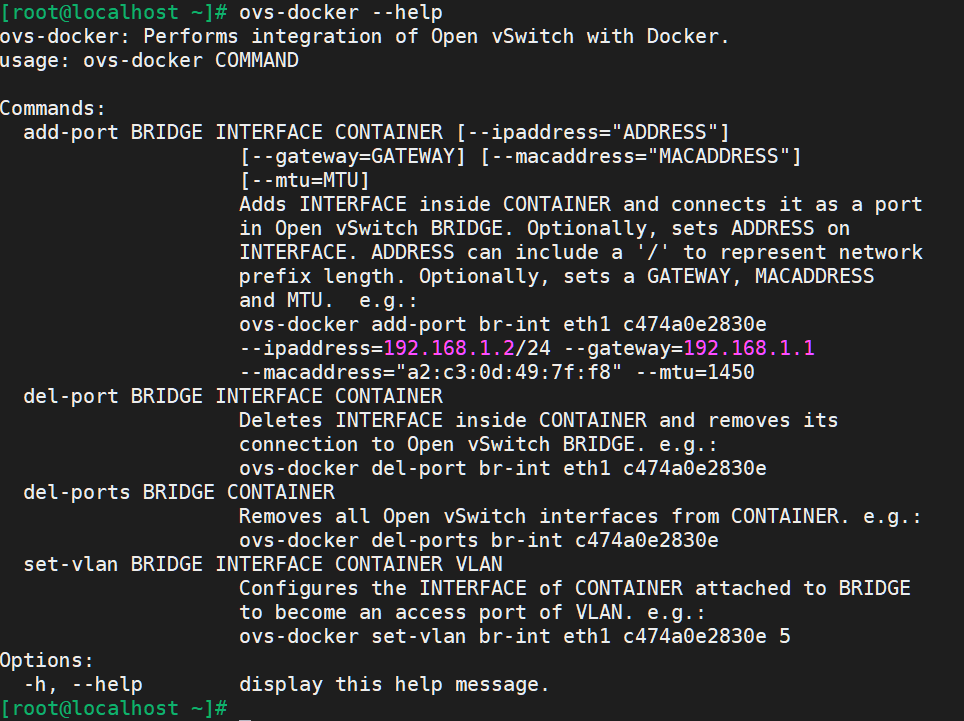 [root@localhost ~]# ovs-docker --help
ovs-docker: Performs integration of Open vSwitch with Docker.
usage: ovs-docker COMMAND

Commands:
  add-port BRIDGE INTERFACE CONTAINER [--ipaddress="ADDRESS"]
                    [--gateway=GATEWAY] [--macaddress="MACADDRESS"]
                    [--mtu=MTU]
                    Adds INTERFACE inside CONTAINER and connects it as a port
                    in Open vSwitch BRIDGE. Optionally, sets ADDRESS on
                    INTERFACE. ADDRESS can include a '/' to represent network
                    prefix length. Optionally, sets a GATEWAY, MACADDRESS
                    and MTU.  e.g.:
                    ovs-docker add-port br-int eth1 c474a0e2830e
                    --ipaddress=192.168.1.2/24 --gateway=192.168.1.1
                    --macaddress="a2:c3:0d:49:7f:f8" --mtu=1450
  del-port BRIDGE INTERFACE CONTAINER
                    Deletes INTERFACE inside CONTAINER and removes its
                    connection to Open vSwitch BRIDGE. e.g.:
                    ovs-docker del-port br-int eth1 c474a0e2830e
  del-ports BRIDGE CONTAINER
                    Removes all Open vSwitch interfaces from CONTAINER. e.g.:
                    ovs-docker del-ports br-int c474a0e2830e
  set-vlan BRIDGE INTERFACE CONTAINER VLAN
                    Configures the INTERFACE of CONTAINER attached to BRIDGE
                    to become an access port of VLAN. e.g.:
                    ovs-docker set-vlan br-int eth1 c474a0e2830e 5
Options:
  -h, --help        display this help message.
[root@localhost ~]#